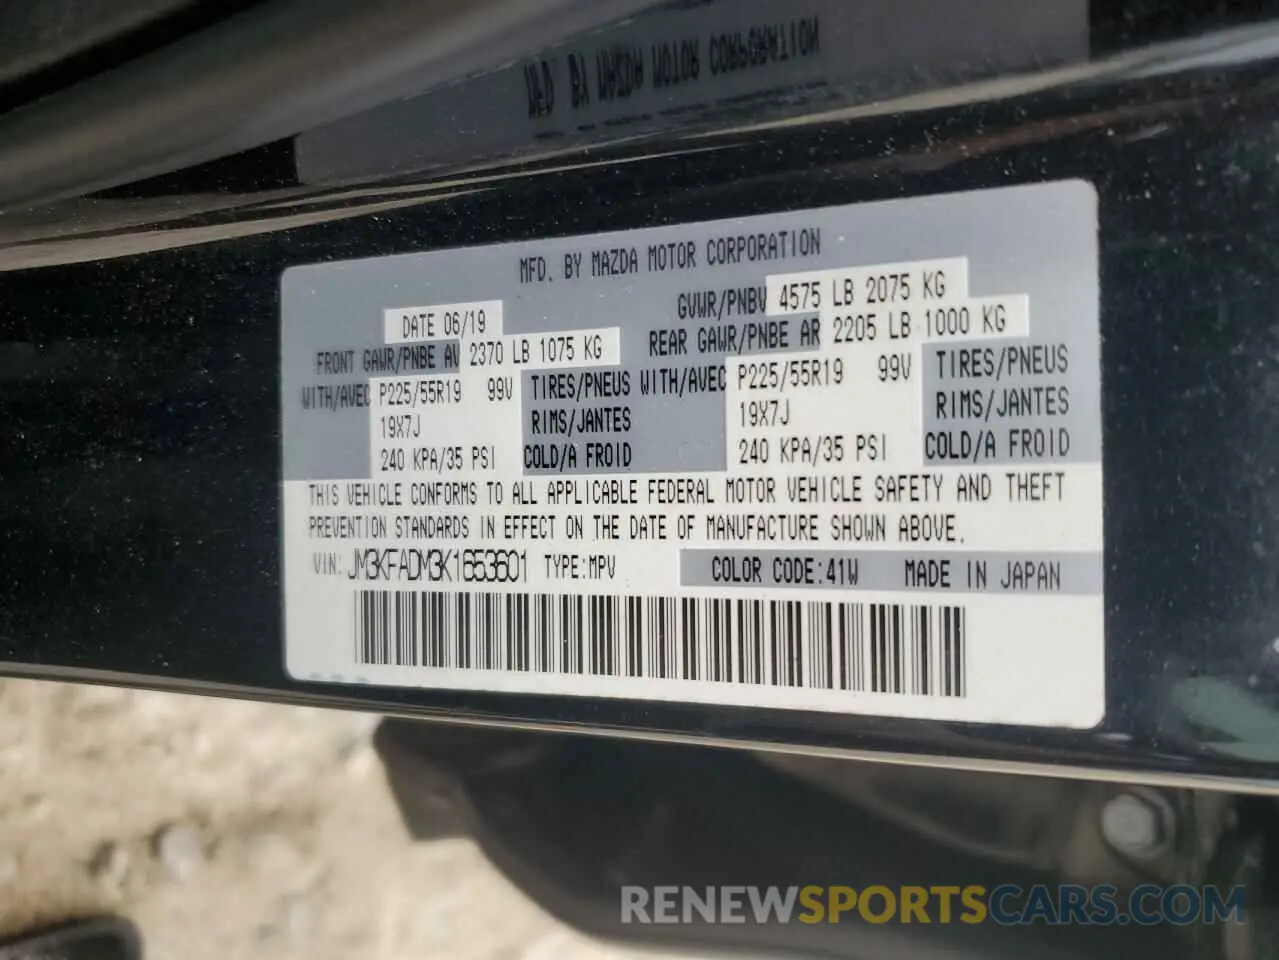 MFD. BY MAZDA MOTOR CORPORATION
MFD. BY MAZDA MOTOR CORPORATION
DATE 06/19 GVWR/PNBV 4575 LB 2075 KG
FRONT GAWR/PNBE AV 2370 LB 1075 KG REAR GAWR/PNBE AR 2205 LB 1000 KG
WITH/AVEC P225/55R19 99V TIRES/PNEUS WITH/AVEC P225/55R19 99V TIRES/PNEUS
19X7J RIMS/JANTES 19X7J RIMS/JANTES
240 KPA/35 PSI COLD/A FROID 240 KPA/35 PSI COLD/A FROID
THIS VEHICLE CONFORMS TO ALL APPLICABLE FEDERAL MOTOR VEHICLE SAFETY AND THEFT
PREVENTION STANDARDS IN EFFECT ON THE DATE OF MANUFACTURE SHOWN ABOVE.
VIN: JM3KFADM3K1653601 TYPE:MPV COLOR CODE:41W MADE IN JAPAN
RENEWSPORTSCARS.COM